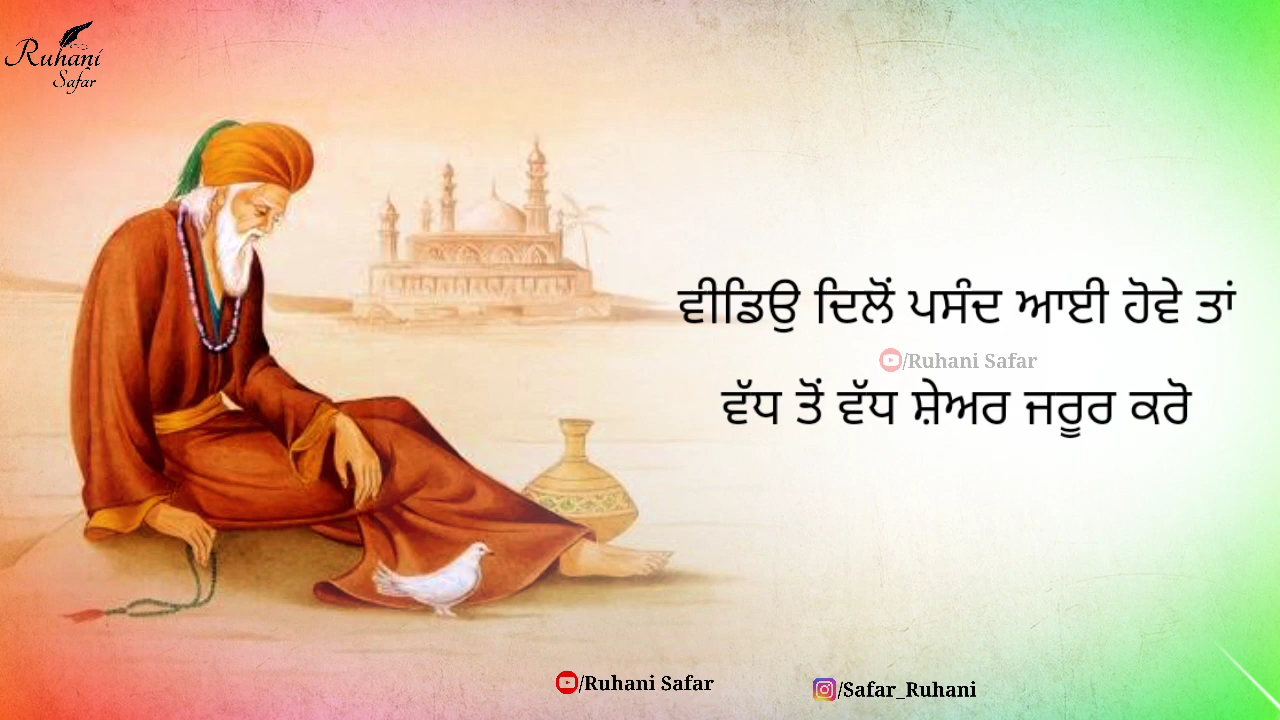 Ruhani
Safar
ਵੀਡਿਉ ਦਿਲੋਂ ਪਸੰਦ ਆਈ ਹੋਵੇ ਤਾਂ
/Ruhani Safar
ਵੱਧ ਤੋਂ ਵੱਧ ਸ਼ੇਅਰ ਜਰੂਰ ਕਰੋ
/Ruhani Safar
/Safar_Ruhani